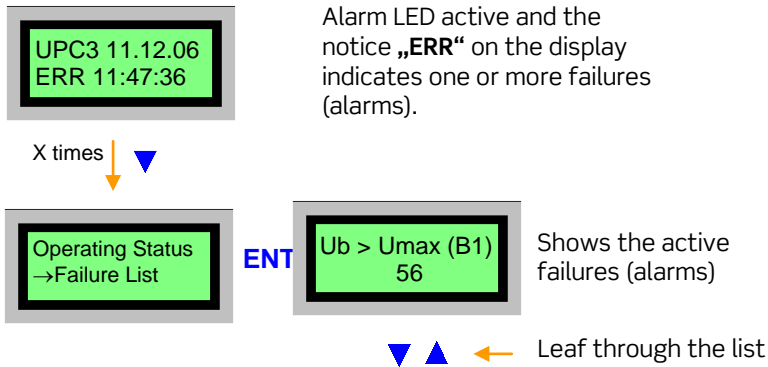 UPC3 11.12.06
ERR 11:47:36
Alarm LED active and the
notice „ERR“ on the display
indicates one or more failures
(alarms).
X times
Operating Status
→Failure List
ENT
Ub > Umax (B1)
56
Shows the active
failures (alarms)
Leaf through the list